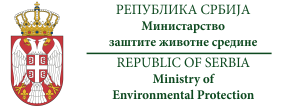 РЕПУБЛИКА СРБИЈА
Министарство
заштите животне средине
REPUBLIC OF SERBIA
Ministry of
Environmental Protection